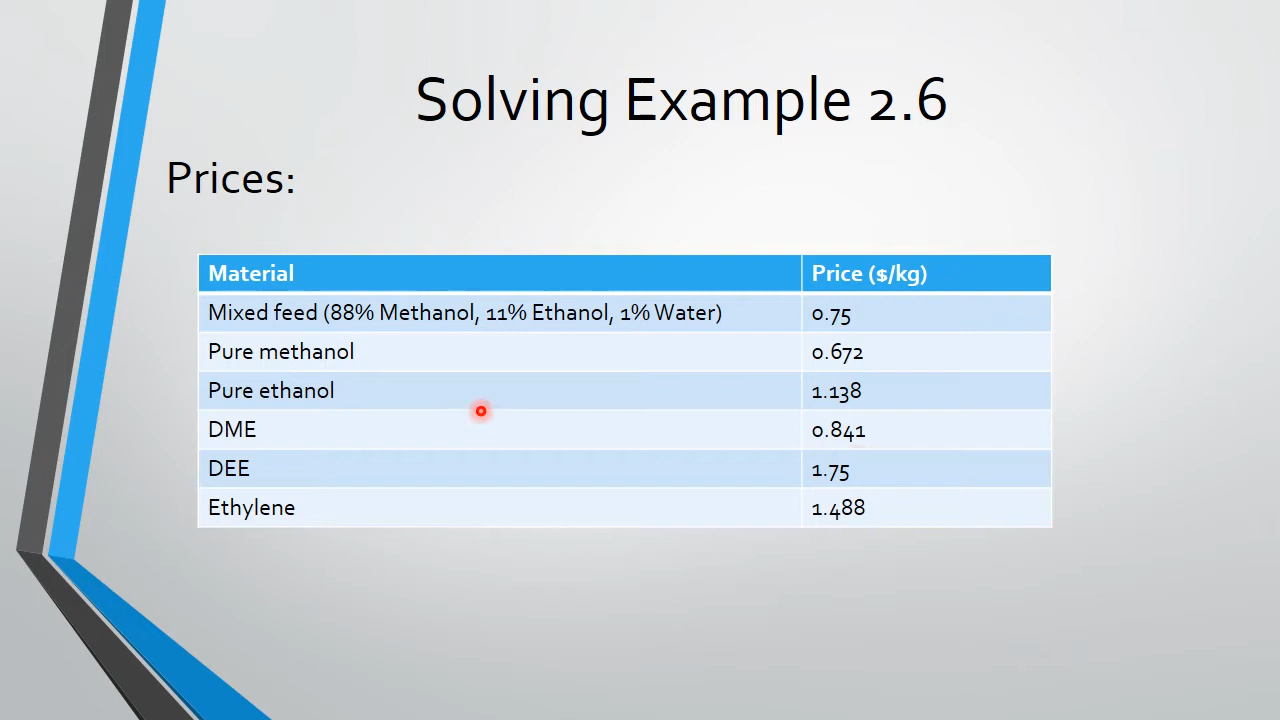 Solving Example 2.6
Prices:
Material Price ($/kg)
Mixed feed (88% Methanol, 11% Ethanol, 1% Water) 0.75
Pure methanol 0.672
Pure ethanol 1.138
DME 0.841
DEE 1.75
Ethylene 1.488